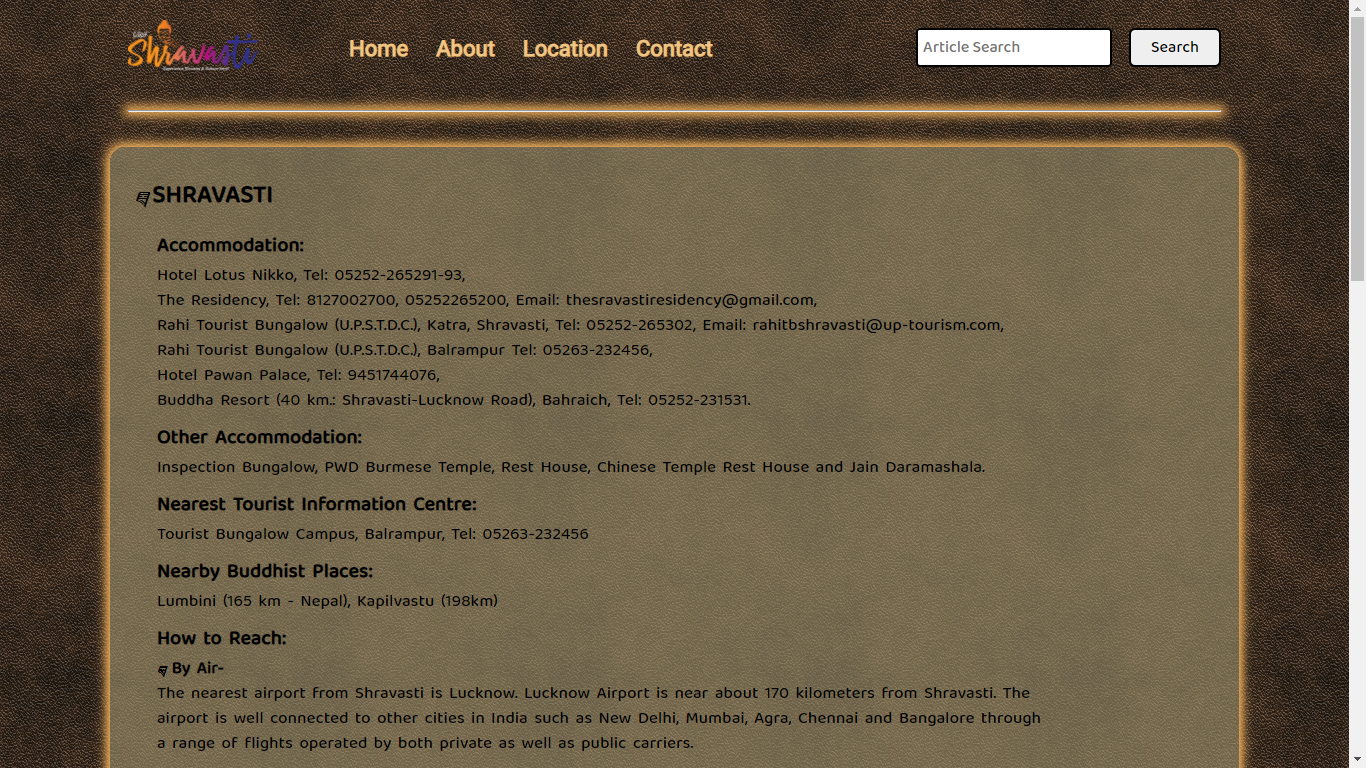 Shravasti
Home
About
Location
Contact
Article Search
Search
SHRAVASTI
Accommodation:
Hotel Lotus Nikko, Tel: 05252-265291-93,
The Residency, Tel: 8127002700, 05252265200, Email: thesravastiresidency@gmail.com,
Rahi Tourist Bungalow (U.P.S.T.D.C.), Katra, Shravasti, Tel: 05252-265302, Email: rahitbshravasti@up-tourism.com,
Rahi Tourist Bungalow (U.P.S.T.D.C.), Balrampur Tel: 05263-232456,
Hotel Pawan Palace, Tel: 9451744076,
Buddha Resort (40 km.: Shravasti-Lucknow Road), Bahraich, Tel: 05252-231531.
Other Accommodation:
Inspection Bungalow, PWD Burmese Temple, Rest House, Chinese Temple Rest House and Jain Daramashala.
Nearest Tourist Information Centre:
Tourist Bungalow Campus, Balrampur, Tel: 05263-232456
Nearby Buddhist Places:
Lumbini (165 km - Nepal), Kapilvastu (198km)
How to Reach:
By Air-
The nearest airport from Shravasti is Lucknow. Lucknow Airport is near about 170 kilometers from Shravasti. The
airport is well connected to other cities in India such as New Delhi, Mumbai, Agra, Chennai and Bangalore through
a range of flights operated by both private as well as public carriers.